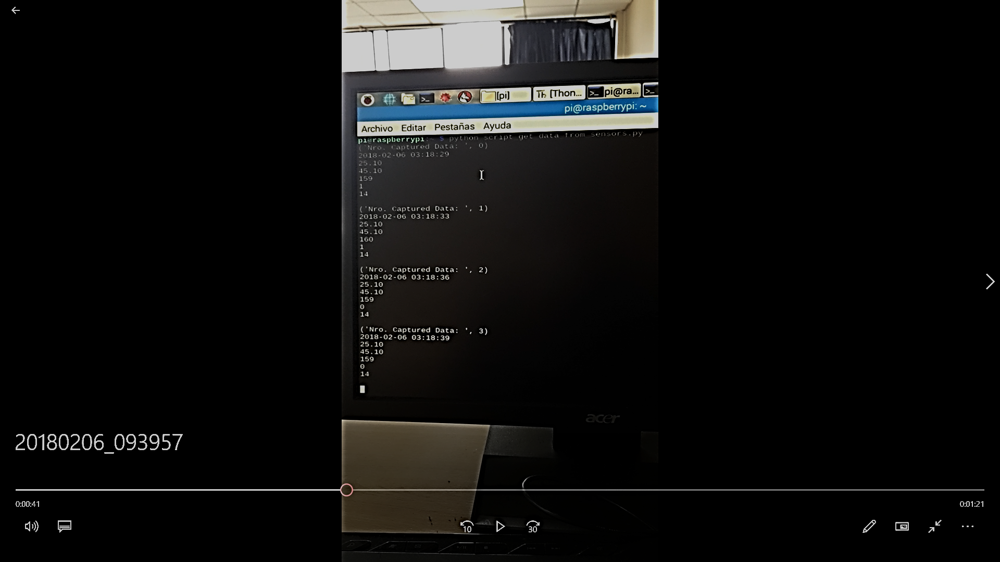 [pi]
Th [Thon...
pi@ra...
pi@raspberrypi: ~
Archivo Editar Pestañas Ayuda
pi@raspberrypi:~ $ python script get data from sensors.py
('Nro. Captured Data: ', 0)
2018-02-06 03:18:29
25.10
45.10
159
1
14
('Nro. Captured Data: ', 1)
2018-02-06 03:18:33
25.10
45.10
160
1
14
('Nro. Captured Data: ', 2)
2018-02-06 03:18:36
25.10
45.10
159
0
14
('Nro. Captured Data: ', 3)
2018-02-06 03:18:39
25.10
45.10
159
0
14
acer
20180206_093957
0:00:41
0:01:21
10
30